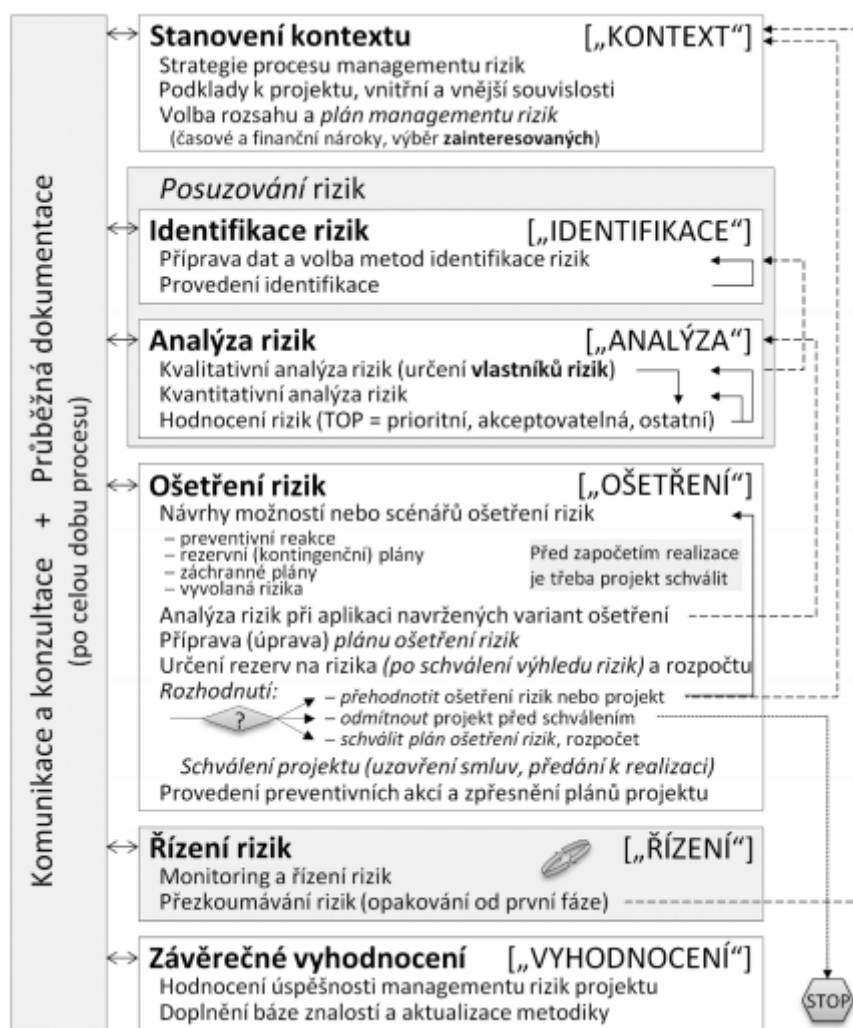 Komunikace a konzultace + Průběžná dokumentace
(po celou dobu procesu)
Stanovení kontextu [„KONTEXT“]
Strategie procesu managementu rizik
Podklady k projektu, vnitřní a vnější souvislosti
Volba rozsahu a plán managementu rizik
(časové a finanční nároky, výběr zainteresovaných)
Posuzování rizik
Identifikace rizik [„IDENTIFIKACE“]
Příprava dat a volba metod identifikace rizik
Provedení identifikace
Analýza rizik [„ANALÝZA“]
Kvalitativní analýza rizik (určení vlastníků rizik)
Kvantitativní analýza rizik
Hodnocení rizik (TOP = prioritní, akceptovatelná, ostatní)
Ošetření rizik [„OŠETŘENÍ“]
Návrhy možností nebo scénářů ošetření rizik
– preventivní reakce
– rezervní (kontingenční) plány
– záchranné plány
– vyvolaná rizika
Před započetím realizace
je třeba projekt schválit
Analýza rizik při aplikaci navržených variant ošetření
Příprava (úprava) plánu ošetření rizik
Určení rezerv na rizika (po schválení výhledu rizik) a rozpočtu
Rozhodnutí:
?
– přehodnotit ošetření rizik nebo projekt
– odmítnout projekt před schválením
– schválit plán ošetření rizik, rozpočet
Schválení projektu (uzavření smluv, předání k realizaci)
Provedení preventivních akcí a zpřesnění plánů projektu
Řízení rizik [„ŘÍZENÍ“]
Monitoring a řízení rizik
Přezkoumávání rizik (opakování od první fáze)
Závěrečné vyhodnocení [„VYHODNOCENÍ“]
Hodnocení úspěšnosti managementu rizik projektu
Doplnění báze znalostí a aktualizace metodiky
STOP